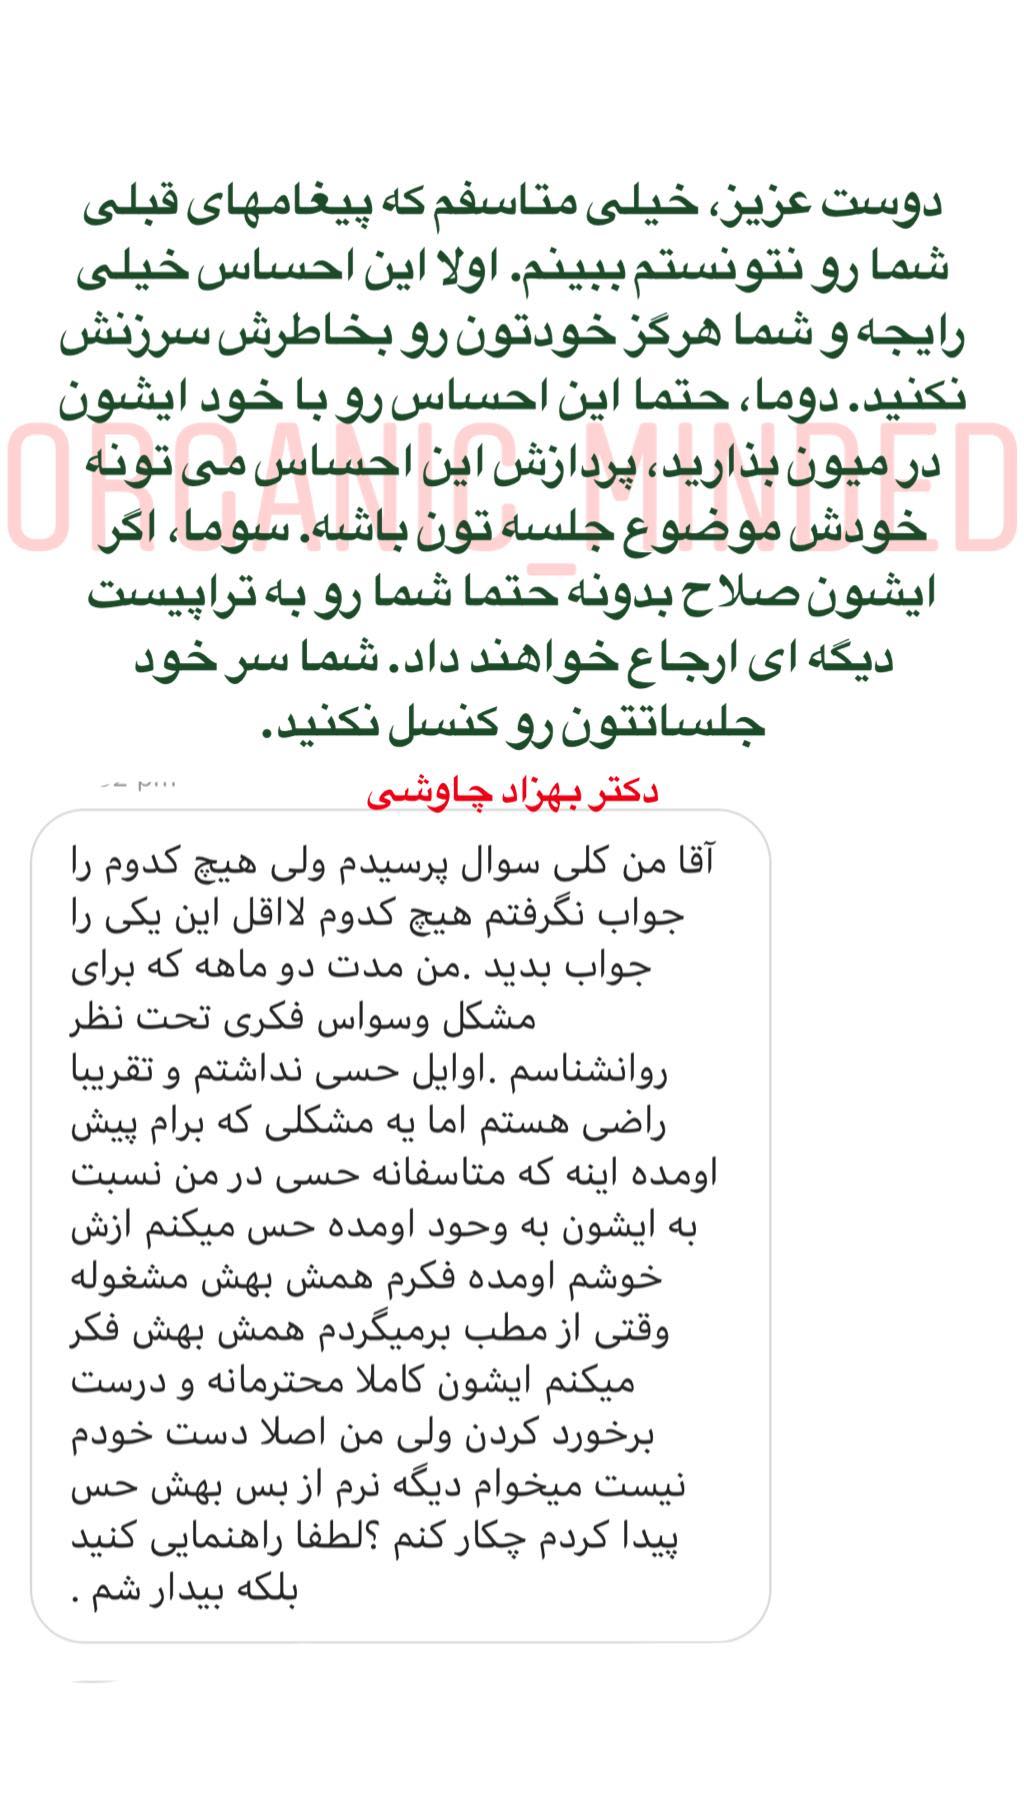 دوست عزیز، خیلی متاسفم که پیغامهای قبلی
شما رو نتونستم ببینم. اولا این احساس خیلی
رایجه و شما هرگز خودتون رو بخاطرش سرزنش
نکنید. دوما، حتما این احساس رو با خود ایشون
در میون بذارید، پردازش این احساس می تونه
ORGANIC_MINDED
خودش موضوع جلسه تون باشه. سوما، اگر
ایشون صلاح بدونه حتما شما رو به تراپیست
دیگه ای ارجاع خواهند داد. شما سر خود
جلساتتون رو کنسل نکنید.
دکتر بهزاد چاوشی
آقا من کلی سوال پرسیدم ولی هیچ کدوم را
جواب نگرفتم هیچ کدوم لااقل این یکی را
جواب بدید .من مدت دو ماهه که برای
مشکل وسواس فکری تحت نظر
روانشناسم .اوایل حسی نداشتم و تقریبا
راضی هستم اما یه مشکلی که برام پیش
اومده اینه که متاسفانه حسی در من نسبت
به ایشون به وحود اومده حس میکنم ازش
خوشم اومده فکرم همش بهش مشغوله
وقتی از مطب برمیگردم همش بهش فکر
میکنم ایشون کاملا محترمانه و درست
برخورد کردن ولی من اصلا دست خودم
نیست میخوام دیگه نرم از بس بهش حس
پیدا کردم چکار کنم ؟لطفا راهنمایی کنید
بلکه بیدار شم .